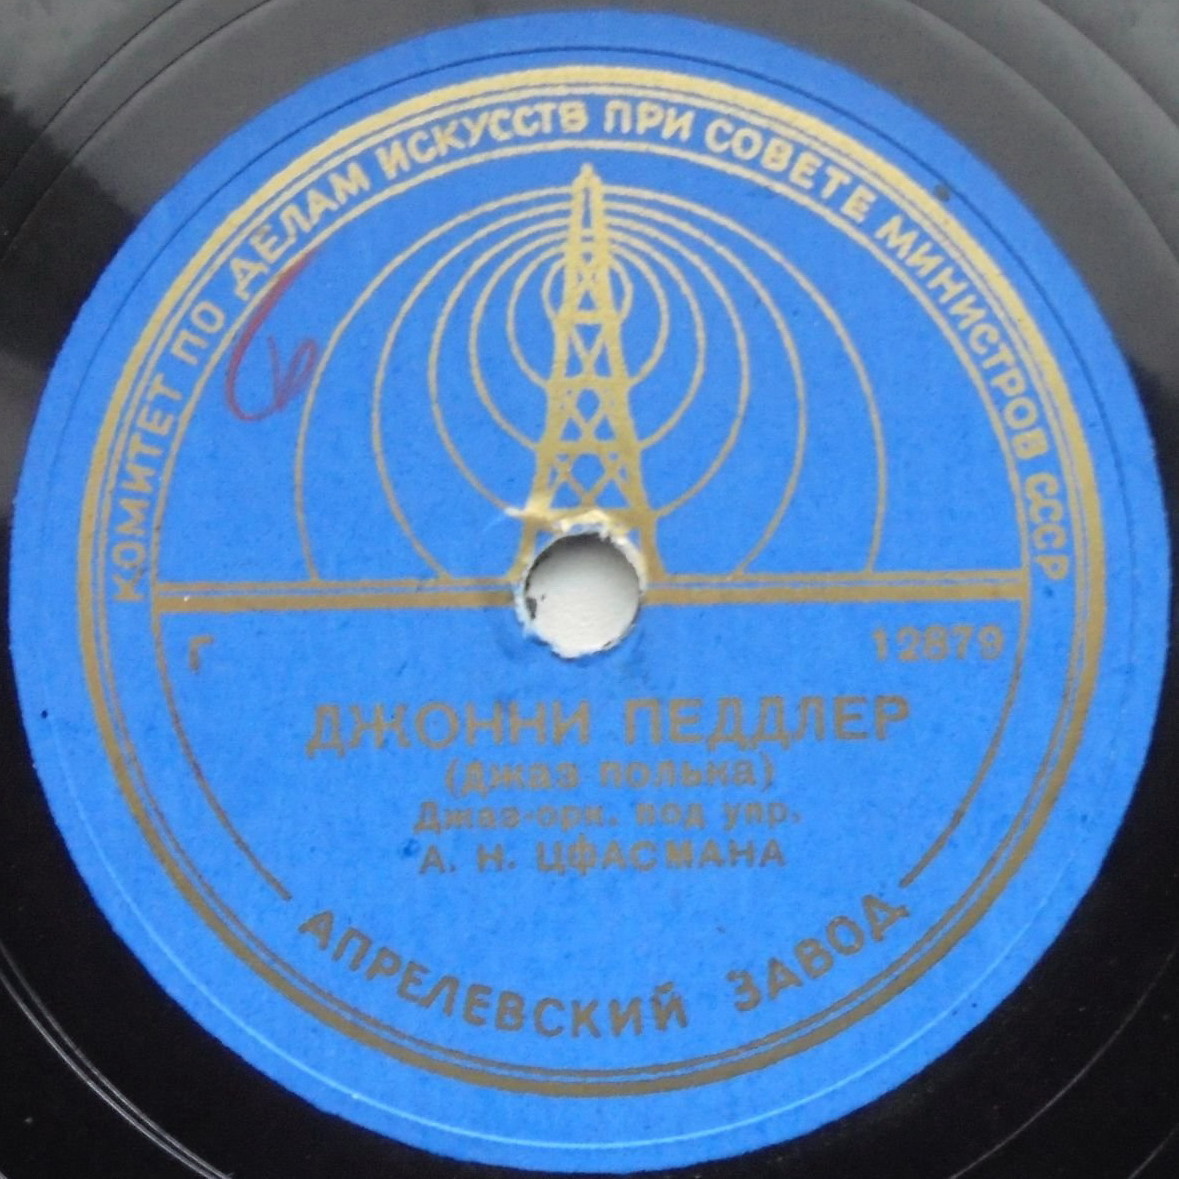 КОМИТЕТ ПО ДЕЛАМ ИСКУССТВ ПРИ СОВЕТЕ МИНИСТРОВ СССР
Г 12879
ДЖОННИ ПЕДДЛЕР
(джаз полька)
Джаз-орк. под упр.
А. Н. ЦФАСМАНА
АПРЕЛЕВСКИЙ ЗАВОД